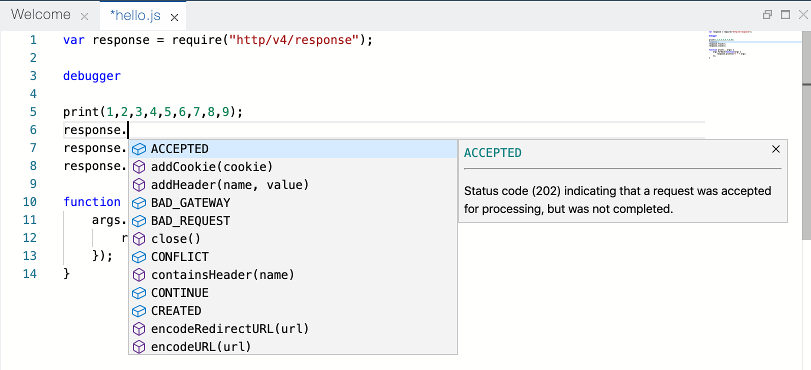 Welcome × *hello.js ×
1 var response = require("http/v4/response");
2
3 debugger
4
5 print(1,2,3,4,5,6,7,8,9);
6 response.
7 response.
8 response.
9
10 function
11 args.
12 r
13 });
14 }
ACCEPTED
addCookie(cookie)
addHeader(name, value)
BAD_GATEWAY
BAD_REQUEST
close()
CONFLICT
containsHeader(name)
CONTINUE
CREATED
encodeRedirectURL(url)
encodeURL(url)
ACCEPTED
Status code (202) indicating that a request was accepted
for processing, but was not completed.